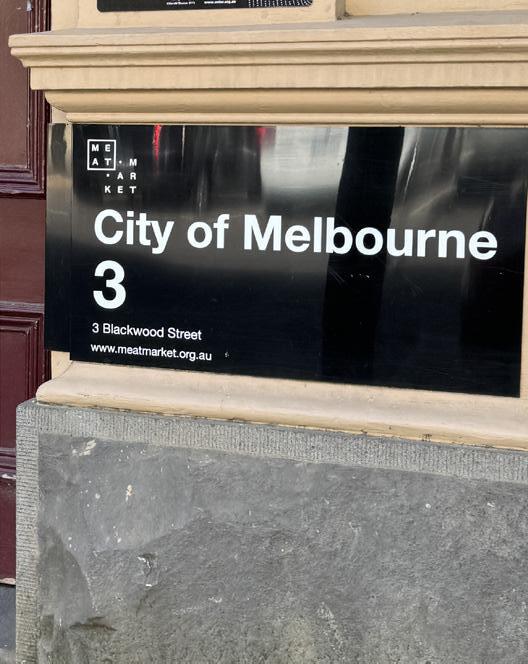 ME
AT • M
• AR
KET
City of Melbourne
3
3 Blackwood Street
www.meatmarket.org.au